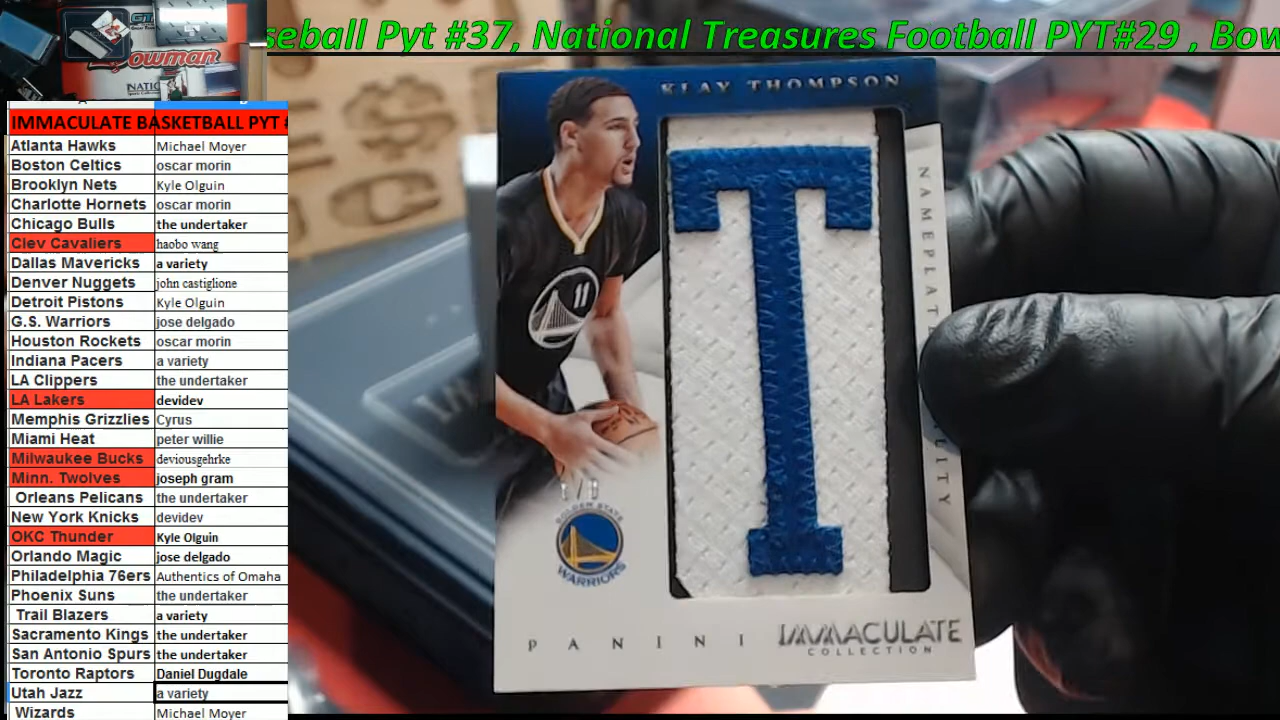 seball Pyt #37, National Treasures Football PYT#29 , Bow
Bowman
IMMACULATE BASKETBALL PYT #
Atlanta Hawks Michael Moyer
Boston Celtics oscar morin
Brooklyn Nets Kyle Olguin
Charlotte Hornets oscar morin
Chicago Bulls the undertaker
Clev Cavaliers haobo wang
Dallas Mavericks a variety
Denver Nuggets john castiglione
Detroit Pistons Kyle Olguin
G.S. Warriors jose delgado
Houston Rockets oscar morin
Indiana Pacers a variety
LA Clippers the undertaker
LA Lakers devidev
Memphis Grizzlies Cyrus
Miami Heat peter willie
Milwaukee Bucks deviousgehrke
Minn. Twolves joseph gram
Orleans Pelicans the undertaker
New York Knicks devidev
OKC Thunder Kyle Olguin
Orlando Magic jose delgado
Philadelphia 76ers Authentics of Omaha
Phoenix Suns the undertaker
Trail Blazers a variety
Sacramento Kings the undertaker
San Antonio Spurs the undertaker
Toronto Raptors Daniel Dugdale
Utah Jazz a variety
Wizards Michael Moyer
KLAY THOMPSON
T
11
GOLDEN STATE
WARRIORS
PANINI IMMACULATE
COLLECTION